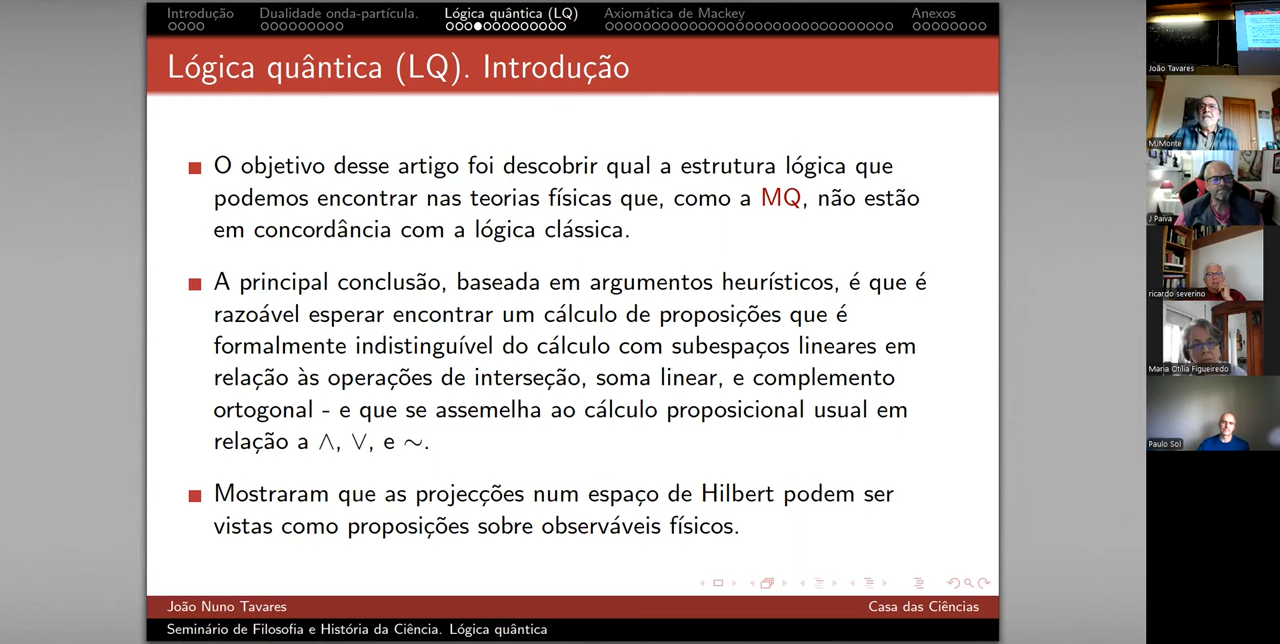 Introdução
Dualidade onda-partícula.
Lógica quântica (LQ)
Axiomática de Mackey
Anexos
Lógica quântica (LQ). Introdução
O objetivo desse artigo foi descobrir qual a estrutura lógica que
podemos encontrar nas teorias físicas que, como a MQ, não estão
em concordância com a lógica clássica.
A principal conclusão, baseada em argumentos heurísticos, é que é
razoável esperar encontrar um cálculo de proposições que é
formalmente indistinguível do cálculo com subespaços lineares em
relação às operações de interseção, soma linear, e complemento
ortogonal - e que se assemelha ao cálculo proposicional usual em
relação a ∧, ∨, e ∼.
Mostraram que as projecções num espaço de Hilbert podem ser
vistas como proposições sobre observáveis físicos.
João Nuno Tavares
Casa das Ciências
Seminário de Filosofia e História da Ciência. Lógica quântica
João Tavares
M.Monte
J Paiva
ricardo severino
Maria Otília Figueiredo
Paulo Sol